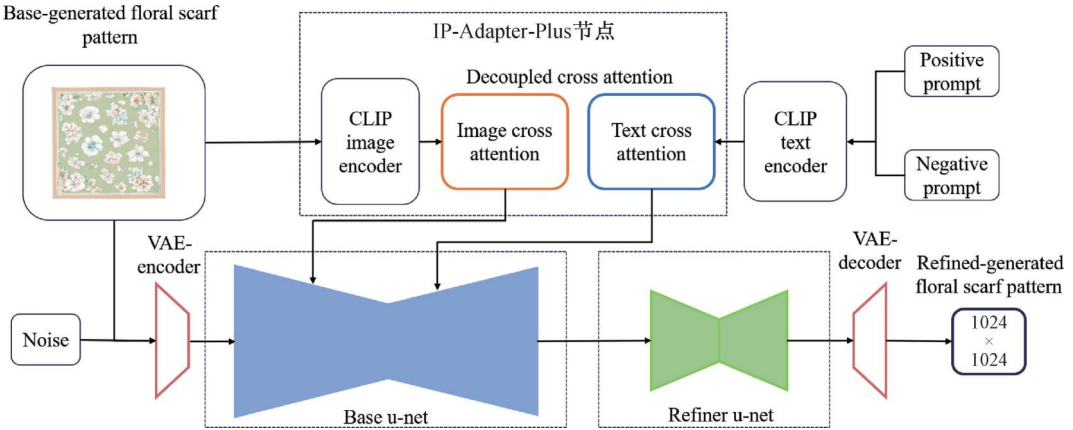 Base-generated floral scarf
pattern
IP-Adapter-Plus节点
Decoupled cross attention
CLIP
image
encoder
Image cross
attention
Text cross
attention
CLIP
text
encoder
Positive
prompt
Negative
prompt
VAE-
encoder
Noise
Base u-net
Refiner u-net
VAE-
decoder
Refined-generated
floral scarf pattern
1024
×
1024